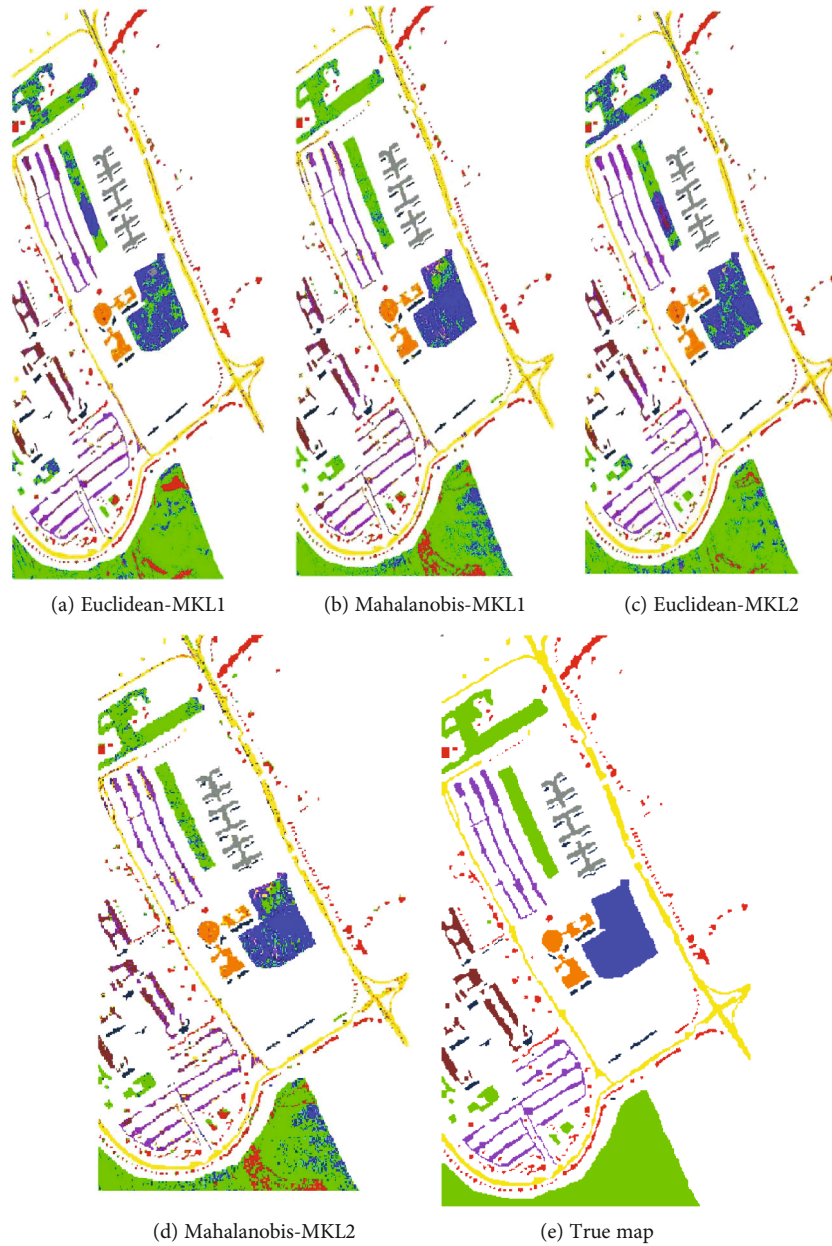 (a) Euclidean-MKL1
(b) Mahalanobis-MKL1
(c) Euclidean-MKL2
(d) Mahalanobis-MKL2
(e) True map